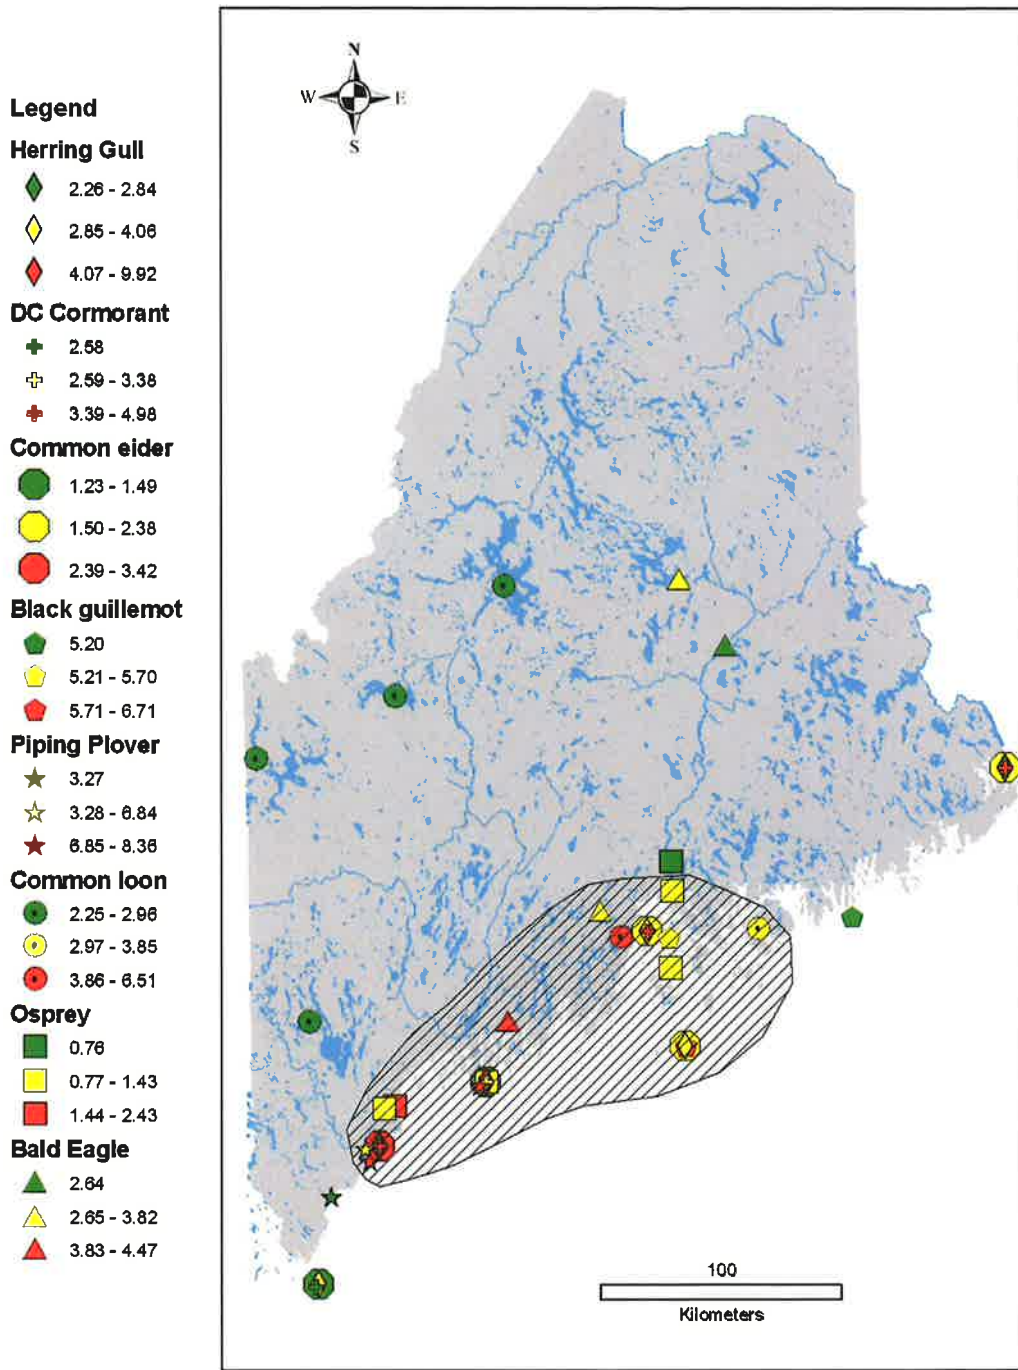 Legend
Herring Gull
2.26 - 2.84
2.85 - 4.06
4.07 - 9.92
DC Cormorant
2.58
2.59 - 3.38
3.39 - 4.98
Common eider
1.23 - 1.49
1.50 - 2.38
2.39 - 3.42
Black guillemot
5.20
5.21 - 5.70
5.71 - 6.71
Piping Plover
3.27
3.28 - 6.84
6.85 - 8.36
Common loon
2.25 - 2.96
2.97 - 3.85
3.86 - 6.51
Osprey
0.76
0.77 - 1.43
1.44 - 2.43
Bald Eagle
2.64
2.65 - 3.82
3.83 - 4.47
N
W E
S
100
Kilometers